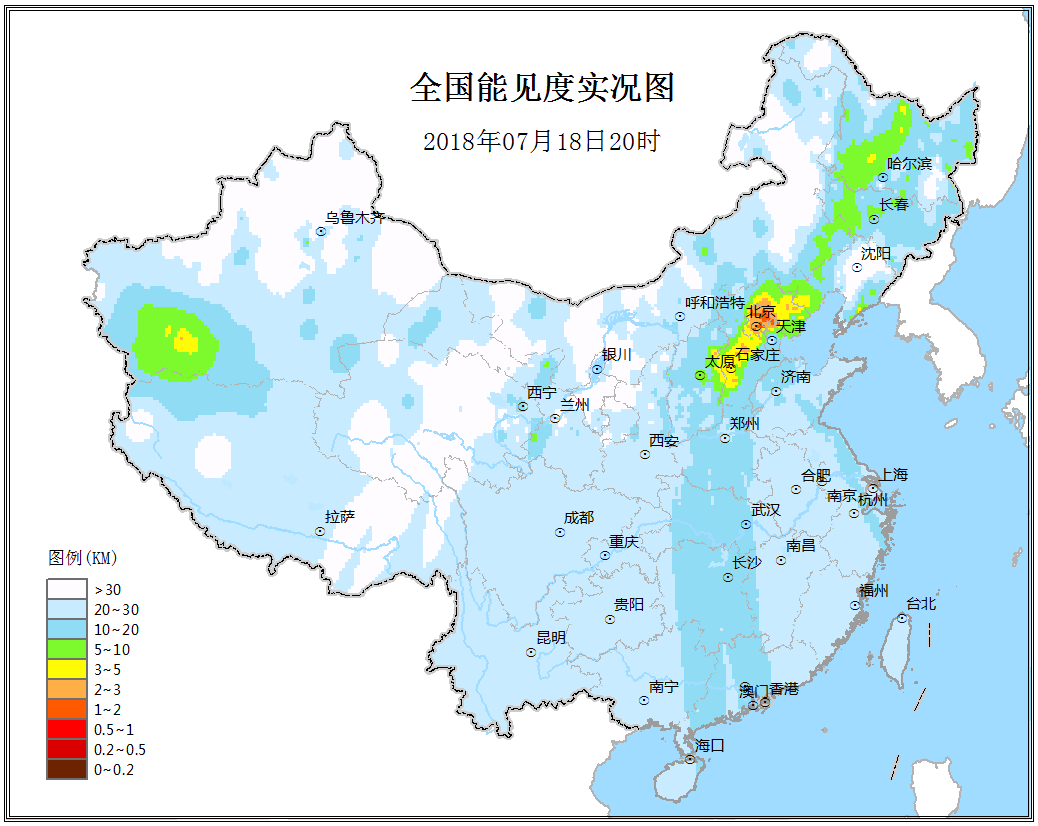 全国能见度实况图
2018年07月18日20时
哈尔滨
长春
乌鲁木齐
沈阳
呼和浩特
北京
天津
银川
太原
石家庄
济南
西宁
兰州
郑州
西安
合肥
上海
南京
杭州
拉萨
成都
武汉
重庆
南昌
长沙
贵阳
福州
台北
昆明
南宁
澳门
香港
海口
图例(KM)
>30
20~30
10~20
5~10
3~5
2~3
1~2
0.5~1
0.2~0.5
0~0.2